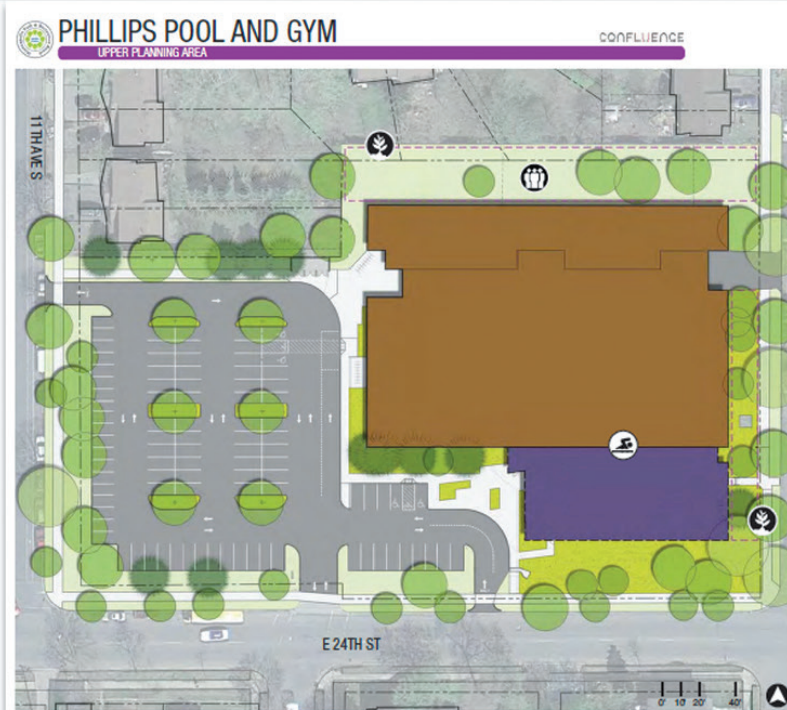 PHILLIPS POOL AND GYM
CONFLUENCE
UPPER PLANNING AREA
11TH AVE S
E 24TH ST
0' 10' 20' 40'